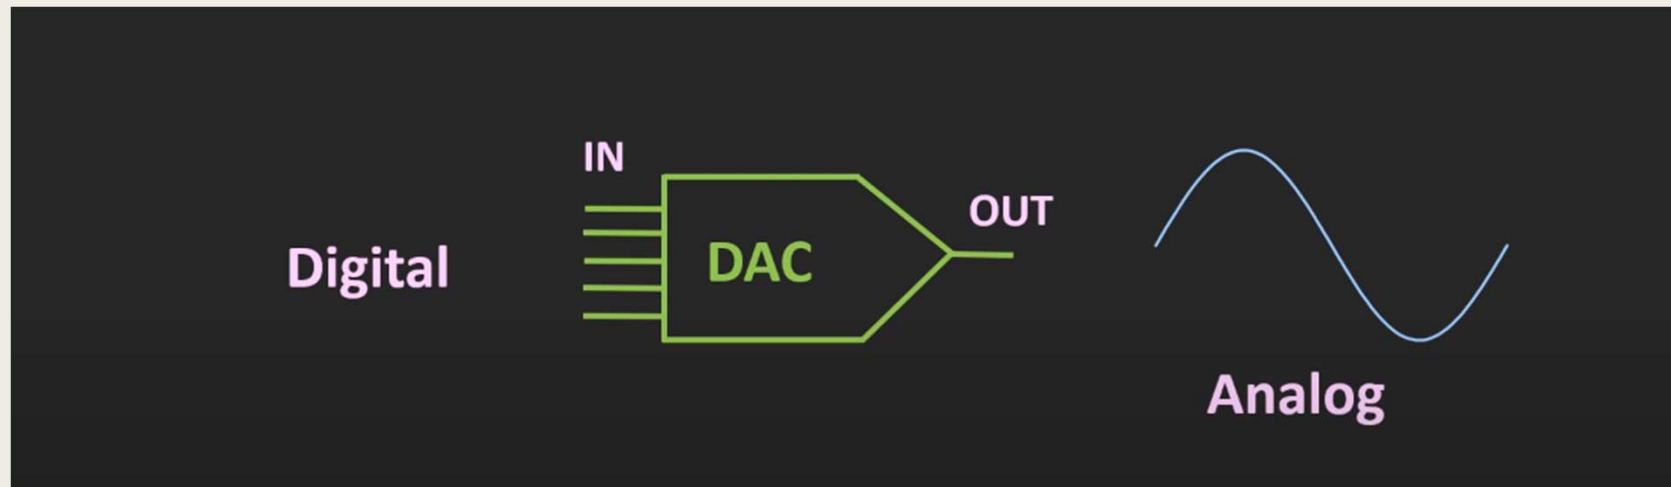 IN
OUT
Digital
DAC
Analog